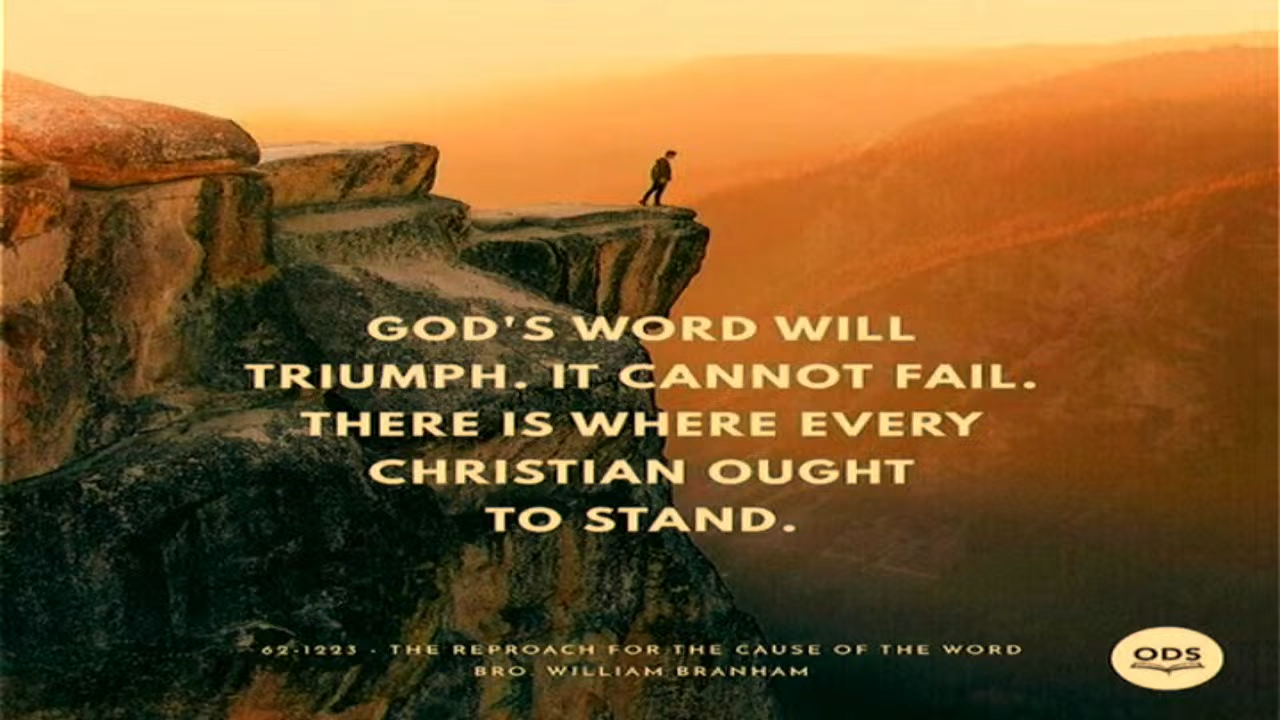 GOD'S WORD WILL
TRIUMPH. IT CANNOT FAIL.
THERE IS WHERE EVERY
CHRISTIAN OUGHT
TO STAND.
62-1223 - THE REPROACH FOR THE CAUSE OF THE WORD
BRO. WILLIAM BRANHAM
ODS